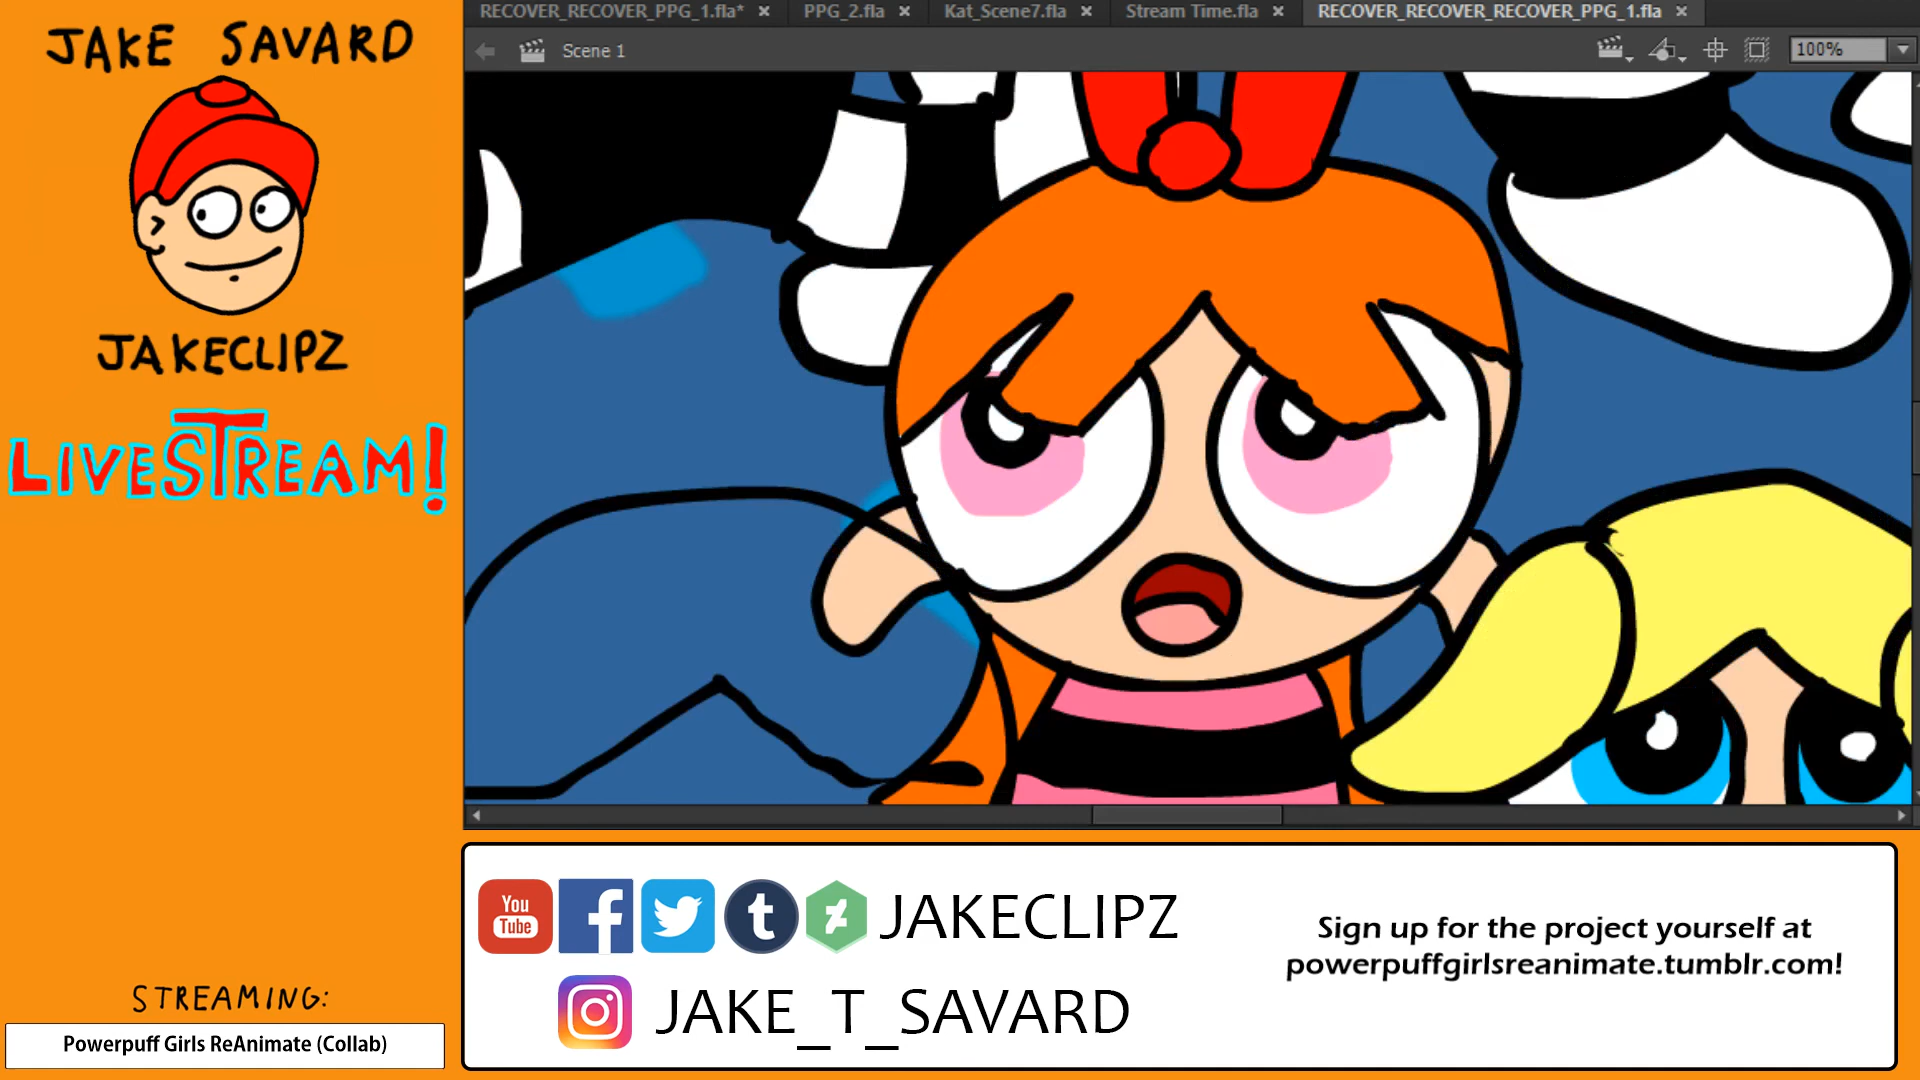 JAKE SAVARD
JAKECLIPZ
LIVESTREAM!
STREAMING:
Powerpuff Girls ReAnimate (Collab)
RECOVER_RECOVER_PPG_1.fla* × PPG_2.fla × Kat_Scene7.fla × Stream Time.fla × RECOVER_RECOVER_RECOVER_PPG_1.fla ×
Scene 1 100%
You
Tube
f t JAKECLIPZ
JAKE_T_SAVARD
Sign up for the project yourself at
powerpuffgirlsreanimate.tumblr.com!